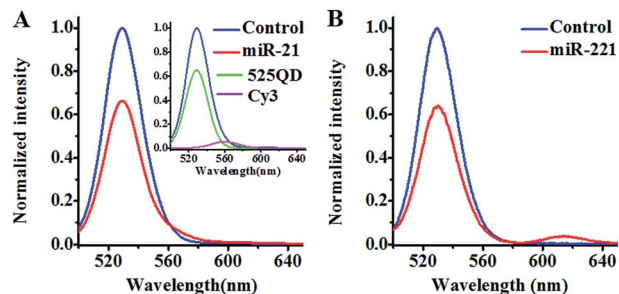 A
Normalized intensity
1.0
0.8
0.6
0.4
0.2
0.0
520
560
600
640
Wavelength(nm)
Control
miR-21
525QD
Cy3
1.0
0.8
0.6
0.4
0.2
0.0
520
560
600
640
Wavelength(nm)
B
Normalized intensity
1.0
0.8
0.6
0.4
0.2
0.0
520
560
600
640
Wavelength (nm)
Control
miR-221